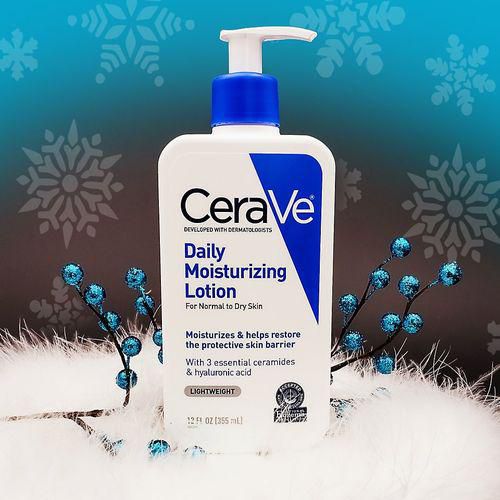 CeraVe®
DEVELOPED WITH DERMATOLOGISTS
Daily
Moisturizing
Lotion
For Normal to Dry Skin
Moisturizes & helps restore
the protective skin barrier
With 3 essential ceramides
& hyaluronic acid
LIGHTWEIGHT
12 FL OZ (355 mL)